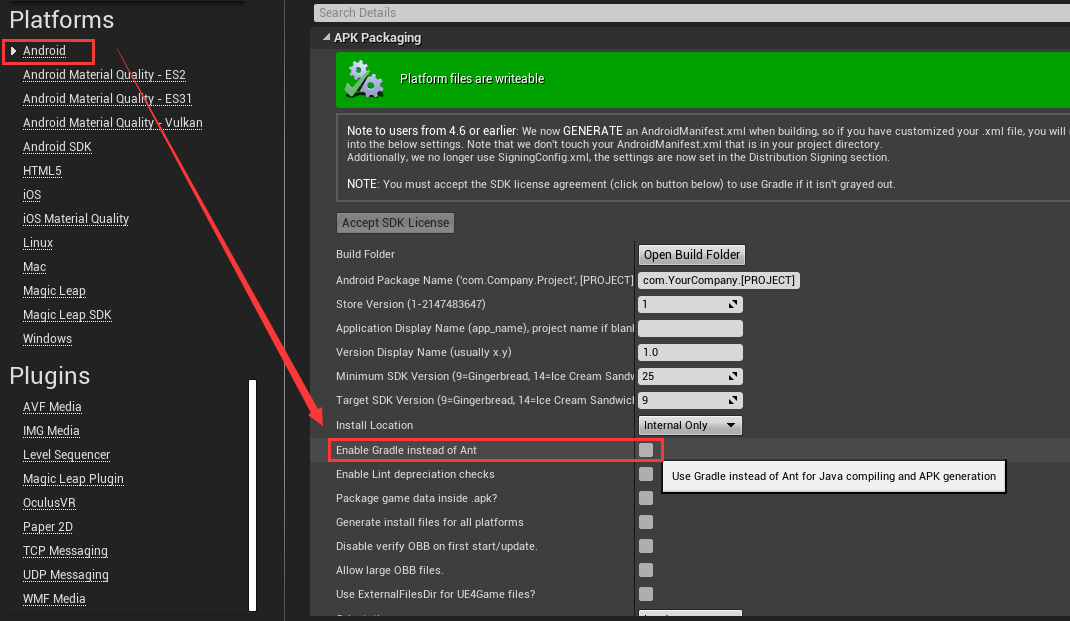 Platforms
Android
Android Material Quality - ES2
Android Material Quality - ES31
Android Material Quality - Vulkan
Android SDK
HTML5
iOS
iOS Material Quality
Linux
Mac
Magic Leap
Magic Leap SDK
Windows
Plugins
AVF Media
IMG Media
Level Sequencer
Magic Leap Plugin
OculusVR
Paper 2D
TCP Messaging
UDP Messaging
WMF Media
Search Details
APK Packaging
Platform files are writeable
Note to users from 4.6 or earlier: We now GENERATE an AndroidManifest.xml when building, so if you have customized your .xml file, you will
into the below settings. Note that we don't touch your AndroidManifest.xml that is in your project directory.
Additionally, we no longer use SigningConfig.xml, the settings are now set in the Distribution Signing section.
NOTE: You must accept the SDK license agreement (click on button below) to use Gradle if it isn't grayed out.
Accept SDK License
Build Folder Open Build Folder
Android Package Name ('com.Company.Project', [PROJECT] com.YourCompany.[PROJECT]
Store Version (1-2147483647) 1
Application Display Name (app_name), project name if blan
Version Display Name (usually x.y) 1.0
Minimum SDK Version (9=Gingerbread, 14=Ice Cream Sandw 25
Target SDK Version (9=Gingerbread, 14=Ice Cream Sandwich 9
Install Location Internal Only
Enable Gradle instead of Ant
Use Gradle instead of Ant for Java compiling and APK generation
Enable Lint depreciation checks
Package game data inside .apk?
Generate install files for all platforms
Disable verify OBB on first start/update.
Allow large OBB files.
Use ExternalFilesDir for UE4Game files?